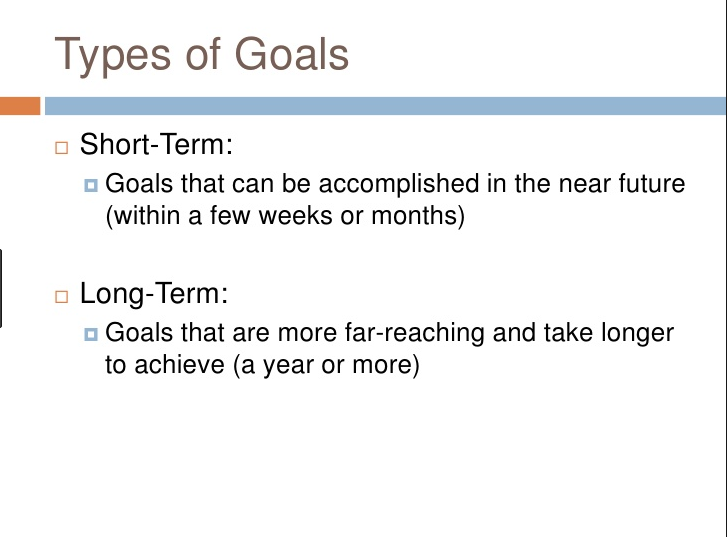 Types of Goals
Short-Term:
Goals that can be accomplished in the near future
(within a few weeks or months)
Long-Term:
Goals that are more far-reaching and take longer
to achieve (a year or more)